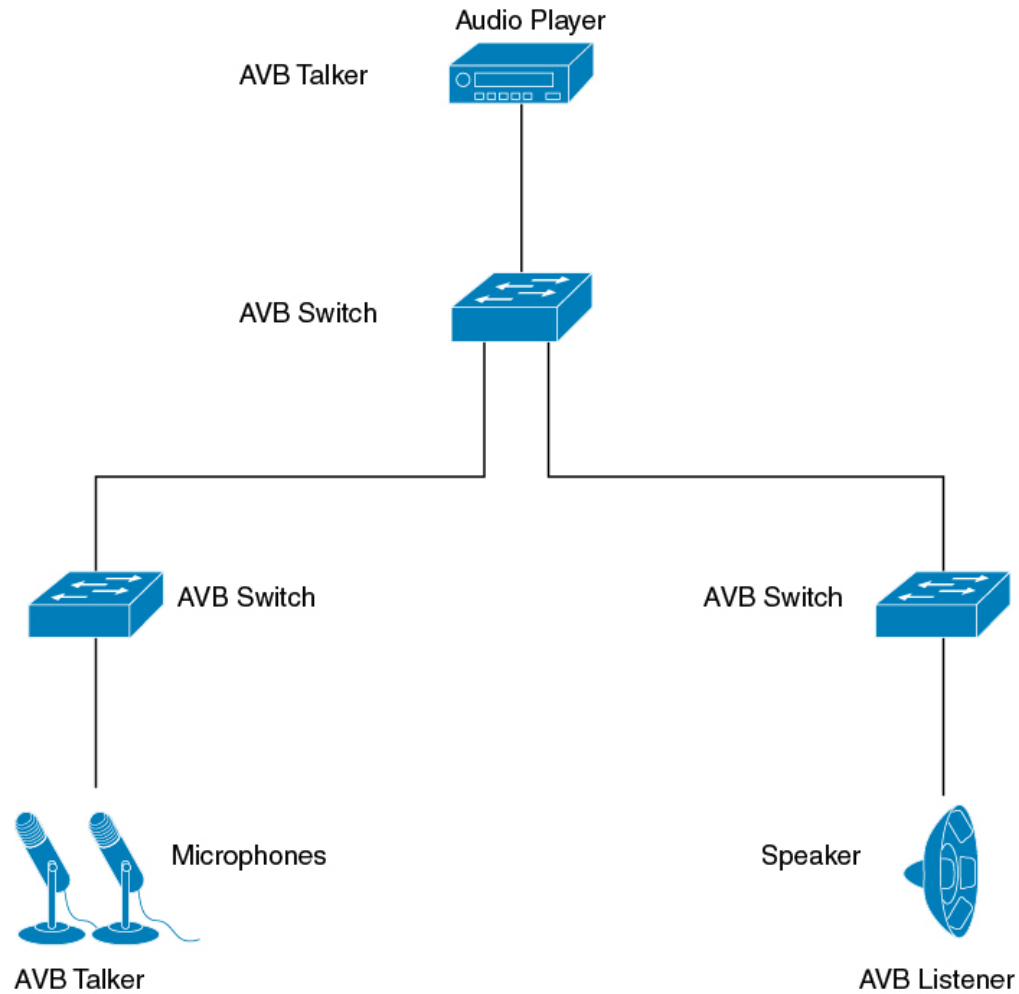 Audio Player
AVB Talker
AVB Switch
AVB Switch
AVB Switch
Microphones
Speaker
AVB Talker
AVB Listener